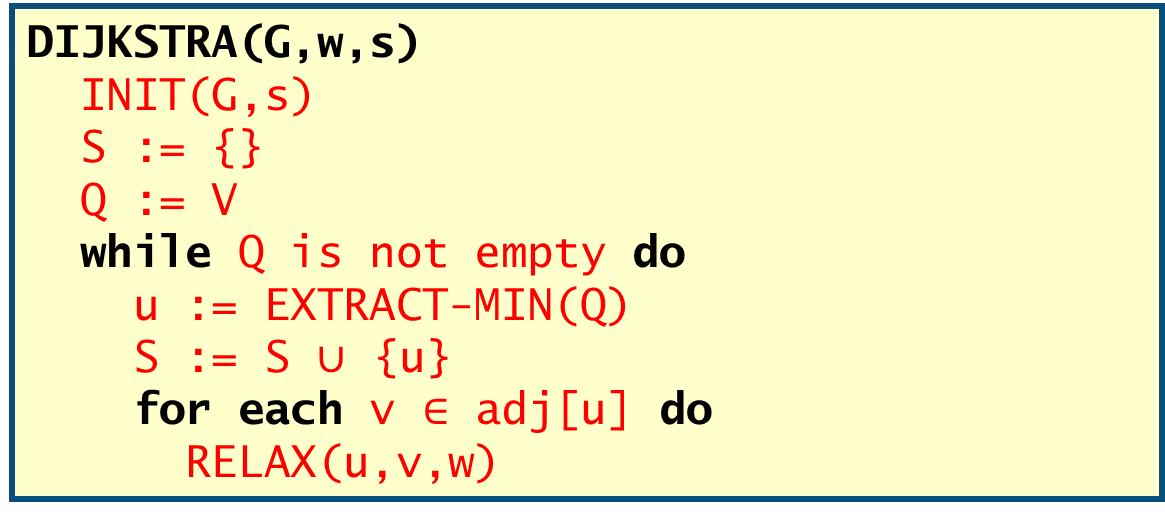 DIJKSTRA(G,w,s)
INIT(G,s)
S := {}
Q := V
while Q is not empty do
u := EXTRACT-MIN(Q)
S := S ∪ {u}
for each v ∈ adj[u] do
RELAX(u,v,w)